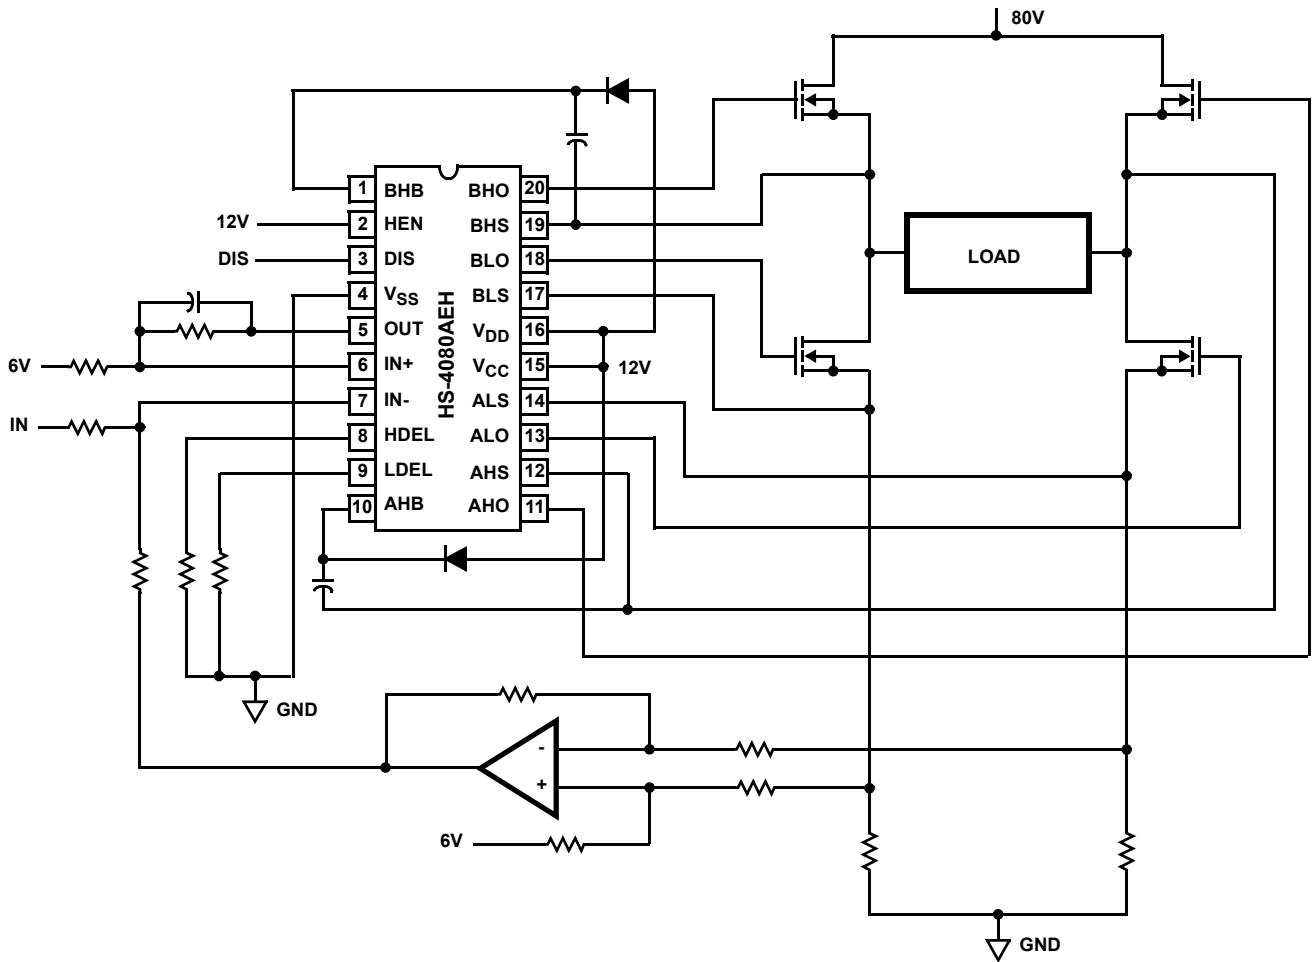 80V
1 BHB BHO 20
12V 2 HEN BHS 19
DIS 3 DIS BLO 18
4 VSS BLS 17
5 OUT VDD 16
6V 6 IN+ VCC 15 12V
IN 7 IN- ALS 14
8 HDEL ALO 13
9 LDEL AHS 12
10 AHB AHO 11
HS-4080AEH
LOAD
GND
-
+
6V
GND